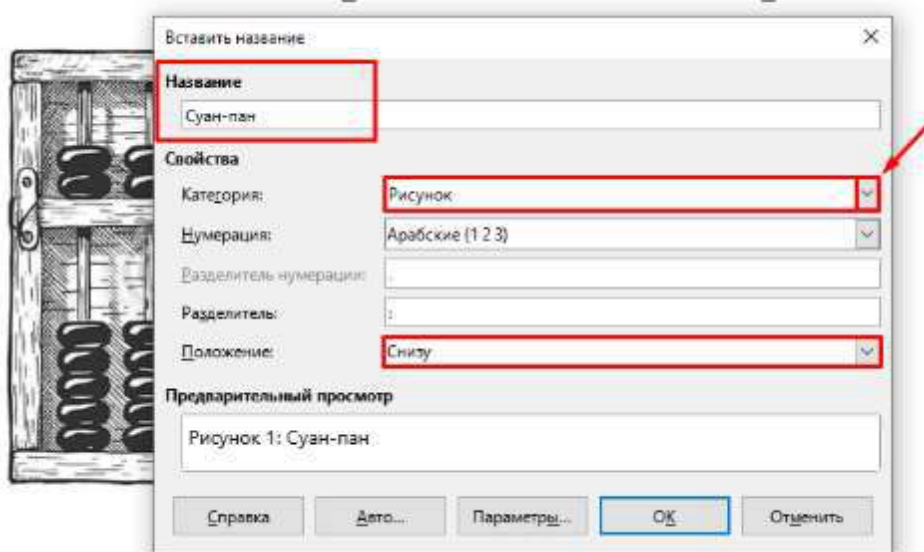 Вставить название
Название
Суан-пан
Свойства
Категория: Рисунок
Нумерация: Арабские (1 2 3)
Разделитель нумерации: .
Разделитель: :
Положение: Снизу
Предварительный просмотр
Рисунок 1: Суан-пан
Справка Авто... Параметры... ОК Отменить